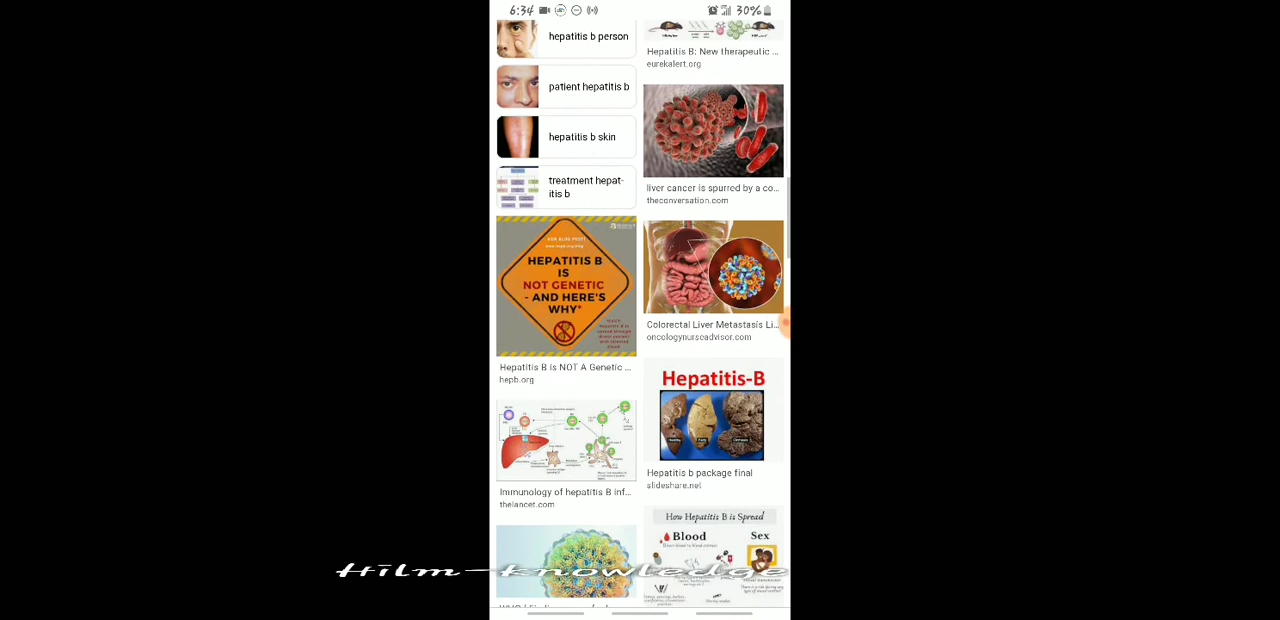 6:34
30%
hepatitis b person
patient hepatitis b
hepatitis b skin
treatment hepat-
itis b
HEPATITIS B
IS
NOT GENETIC
- AND HERE'S
WHY*
Hepatitis B is NOT A Genetic ...
hepb.org
Immunology of hepatitis B inf...
thelancet.com
Hepatitis B: New therapeutic ...
eurekalert.org
liver cancer is spurred by a co...
theconversation.com
Colorectal Liver Metastasis Li...
oncologynurseadvisor.com
Hepatitis-B
Hepatitis b package final
slideshare.net
How Hepatitis B is Spread
Blood
Sex
Hilm-knowledge